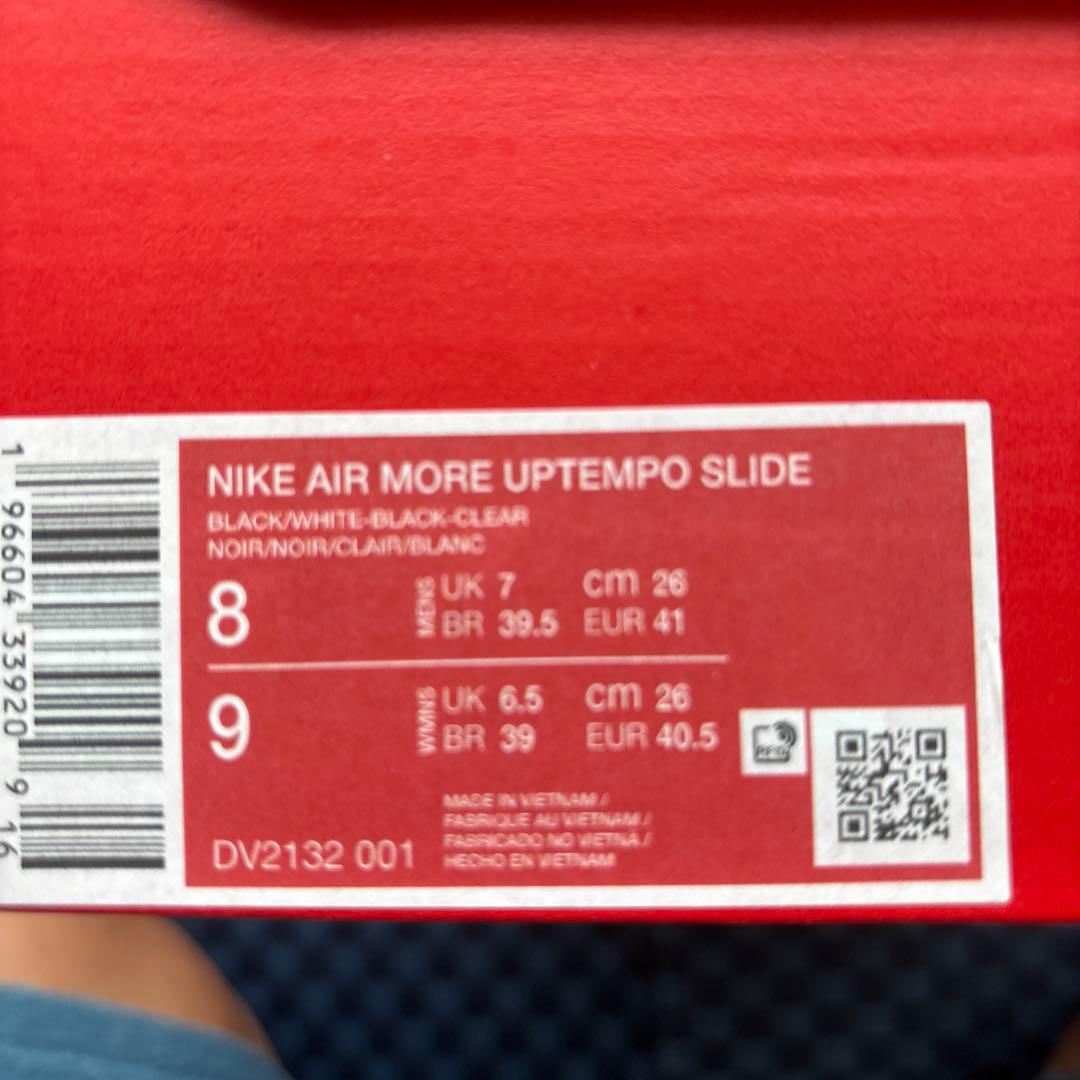 NIKE AIR MORE UPTEMPO SLIDE
BLACK/WHITE-BLACK-CLEAR
NOIR/NOIR/CLAIR/BLANC
8 MENS UK 7 cm 26
BR 39.5 EUR 41
9 WMNS UK 6.5 cm 26
BR 39 EUR 40.5
RFID
MADE IN VIETNAM /
FABRIQUE AU VIETNAM /
FABRICADO NO VIETNA /
HECHO EN VIETNAM
DV2132 001
1 96604 33920 9 16